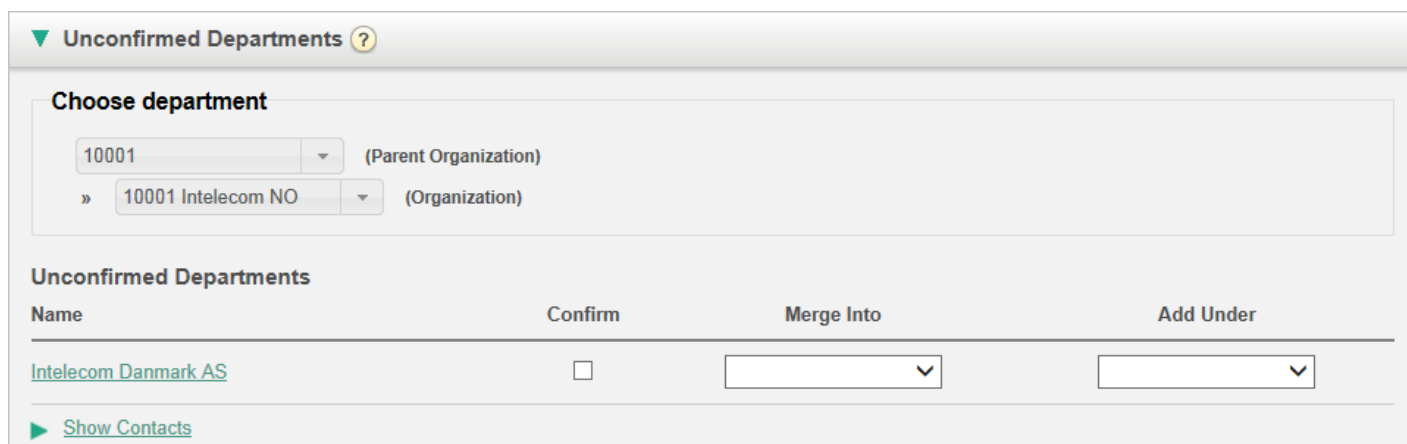 Unconfirmed Departments ?
Choose department
10001 (Parent Organization)
» 10001 Intelecom NO (Organization)
Unconfirmed Departments
Name Confirm Merge Into Add Under
Intelecom Danmark AS
Show Contacts